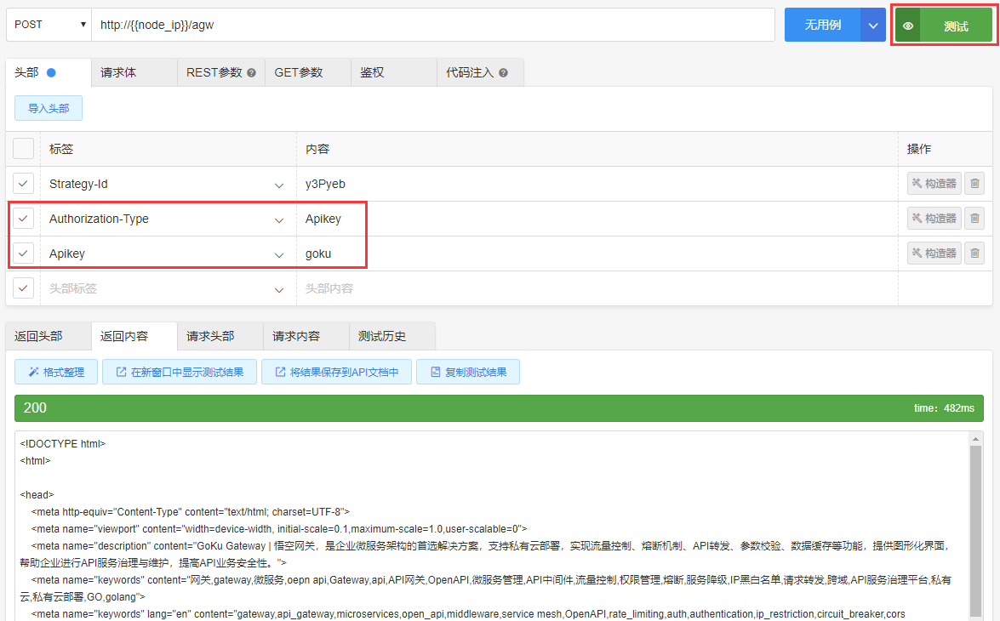 POST http://{{node_ip}}/agw 无用例 测试
头部 请求体 REST参数 GET参数 鉴权 代码注入
导入头部
标签 内容 操作
Strategy-Id y3Pyeb 构造器
Authorization-Type Apikey 构造器
Apikey goku 构造器
头部标签 头部内容
返回头部 返回内容 请求头部 请求内容 测试历史
格式整理 在新窗口中显示测试结果 将结果保存到API文档中 复制测试结果
200 time：482ms
<!DOCTYPE html>
<html>
<head>
<meta http-equiv="Content-Type" content="text/html; charset=UTF-8">
<meta name="viewport" content="width=device-width, initial-scale=0.1,maximum-scale=1.0,user-scalable=0">
<meta name="description" content="GoKu Gateway | 悟空网关，是企业微服务架构的首选解决方案，支持私有云部署，实现流量控制、熔断机制、API转发、参数校验、数据缓存等功能，提供图形化界面，
帮助企业进行API服务治理与维护，提高API业务安全性。">
<meta name="keywords" content="网关,gateway,微服务,oepn api,Gateway,api,API网关,OpenAPI,微服务管理,API中间件,流量控制,权限管理,熔断,服务降级,IP黑白名单,请求转发,跨域,API服务治理平台,私有
云,私有云部署,GO,golang">
<meta name="keywords" lang="en" content="gateway,api_gateway,microservices,open_api,middleware,service mesh,OpenAPI,rate_limiting,auth,authentication,ip_restriction,circuit_breaker,cors